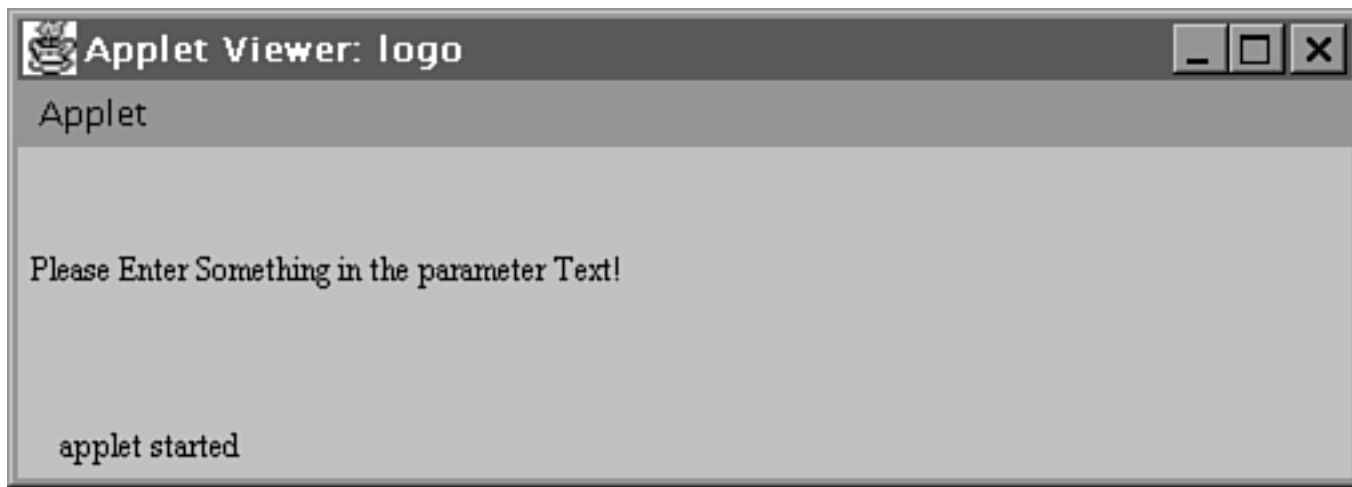 Applet Viewer: logo
Applet
Please Enter Something in the parameter Text!
applet started